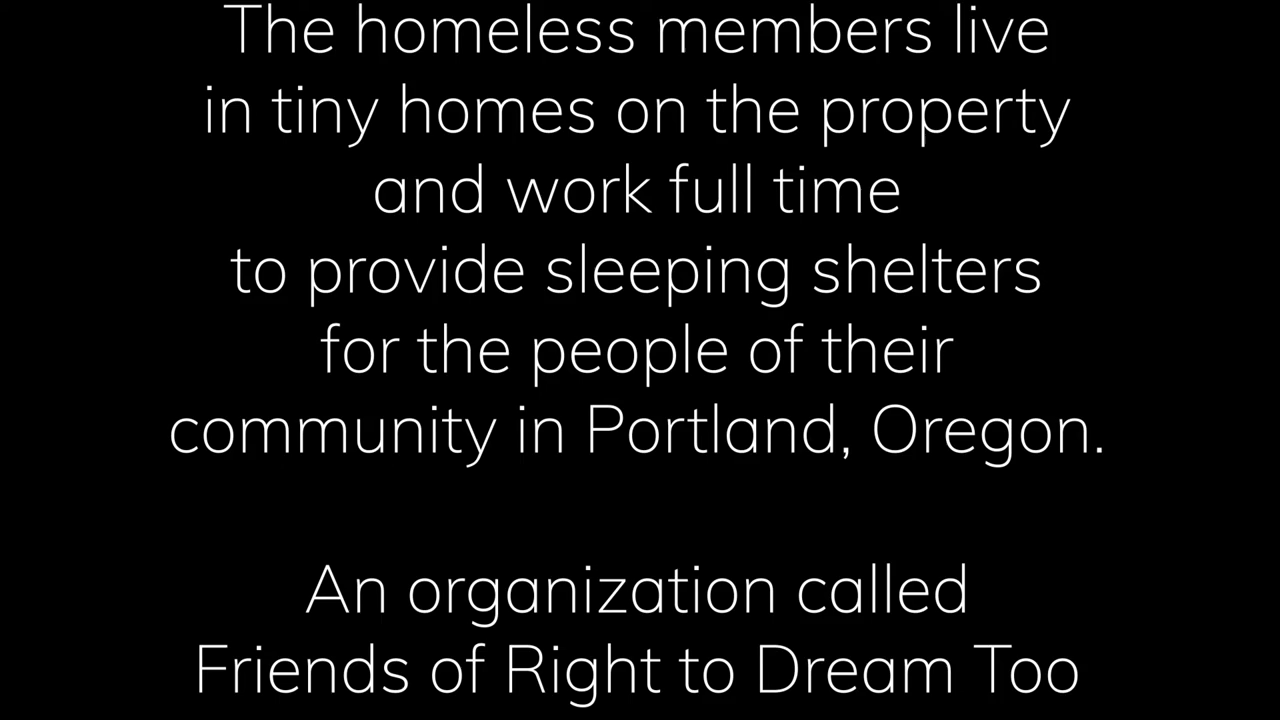 The homeless members live
in tiny homes on the property
and work full time
to provide sleeping shelters
for the people of their
community in Portland, Oregon.
An organization called
Friends of Right to Dream Too